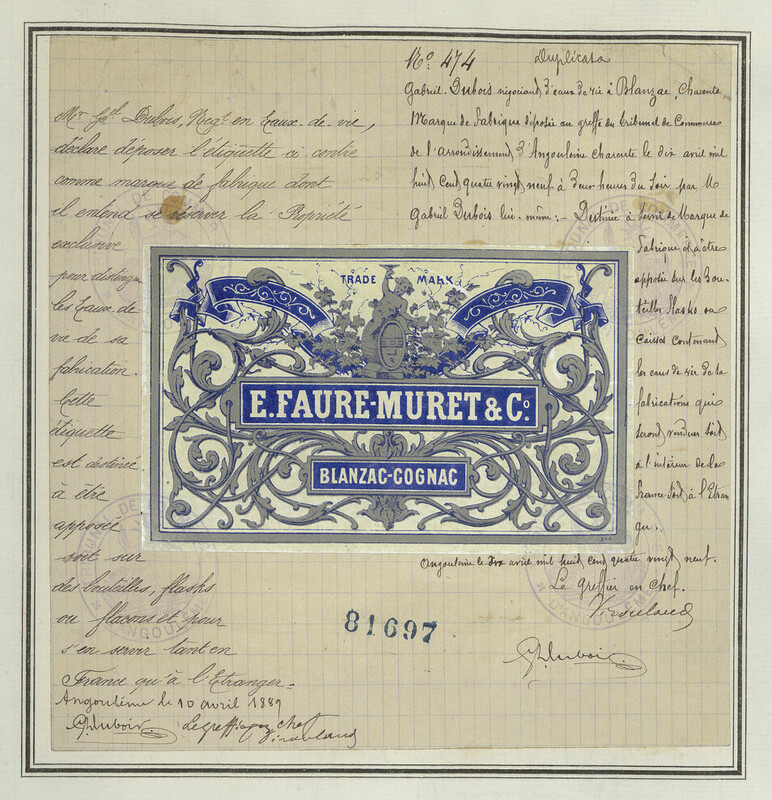 No. 474 Duplicata
Gabriel Dubois négociant d'eaux de vie à Blanzac, Charente
Marque de fabrique déposée au greffe du tribunal de Commerce
de l'arrondissement d'Angoulême charente le dix avril mil
huit cent quatre vingt neuf à deux heures du soir par M
Gabriel Dubois lui-même :- Destinée à servir de Marque de
Fabrique et à être
apposée sur les Bou-
teilles flasks ou
Caisses contenant
les eaux de vie de sa
fabrication qui
seront vendues soit
à l'intérieur de la
France soit à l'Etran
ger.
Angoulême le dix avril mil huit cent quatre vingt neuf.
Le greffier en chef.
GDubois
Mr Gel Dubois, Negt en Eaux-de-vie,
déclare déposer l'étiquette ci contre
comme marque de fabrique dont
il entend se réserver la Propriété
exclusive
pour distinguer
les Eaux de
vie de sa
fabrication.
Cette
étiquette
est destinée
à être
apposée
soit sur
des bouteilles, flasks
ou flacons et pour
s'en servir tant en
France qu'à l'Etranger-
Angoulême le 10 avril 1889
GDubois Le greffier en chef
TRADE MARK
E. FAURE-MURET & Co.
BLANZAC-COGNAC
81697